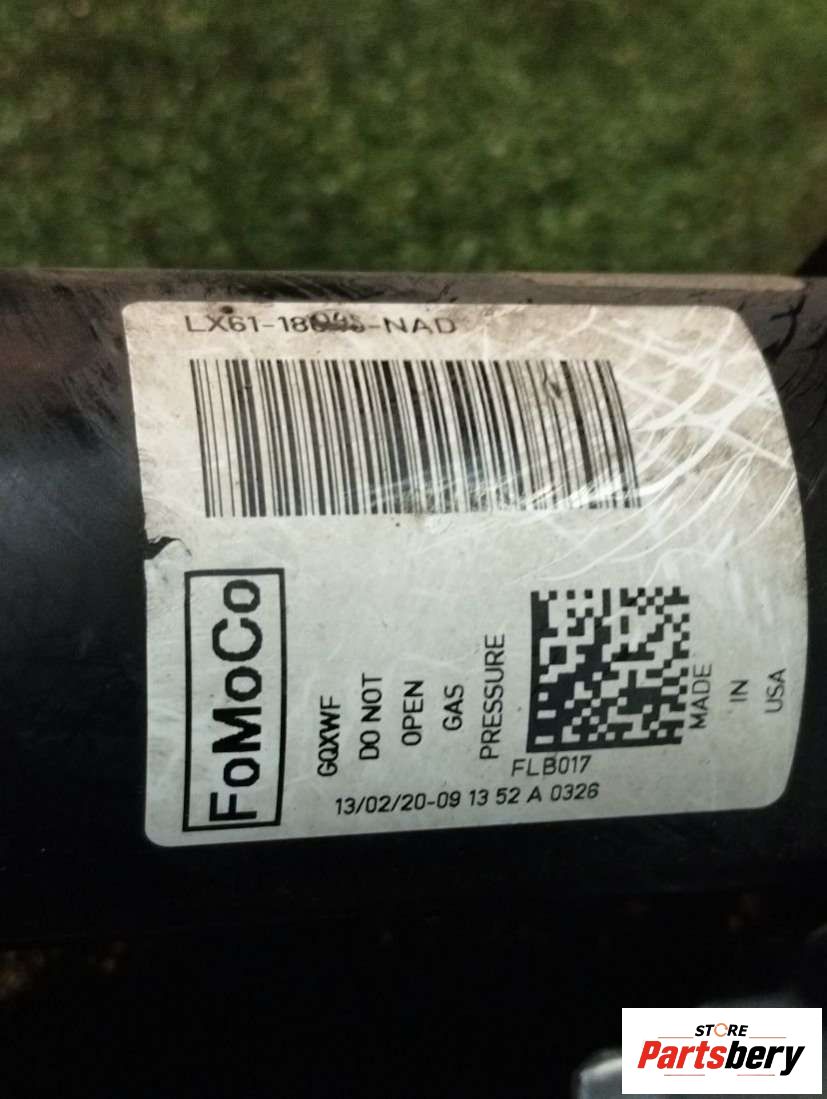 FoMoCo
GQXWF
DO NOT
OPEN
GAS
PRESSURE
FLB017
13/02/20-09 13 52 A 0326
MADE
IN
USA
STORE
Partsbery